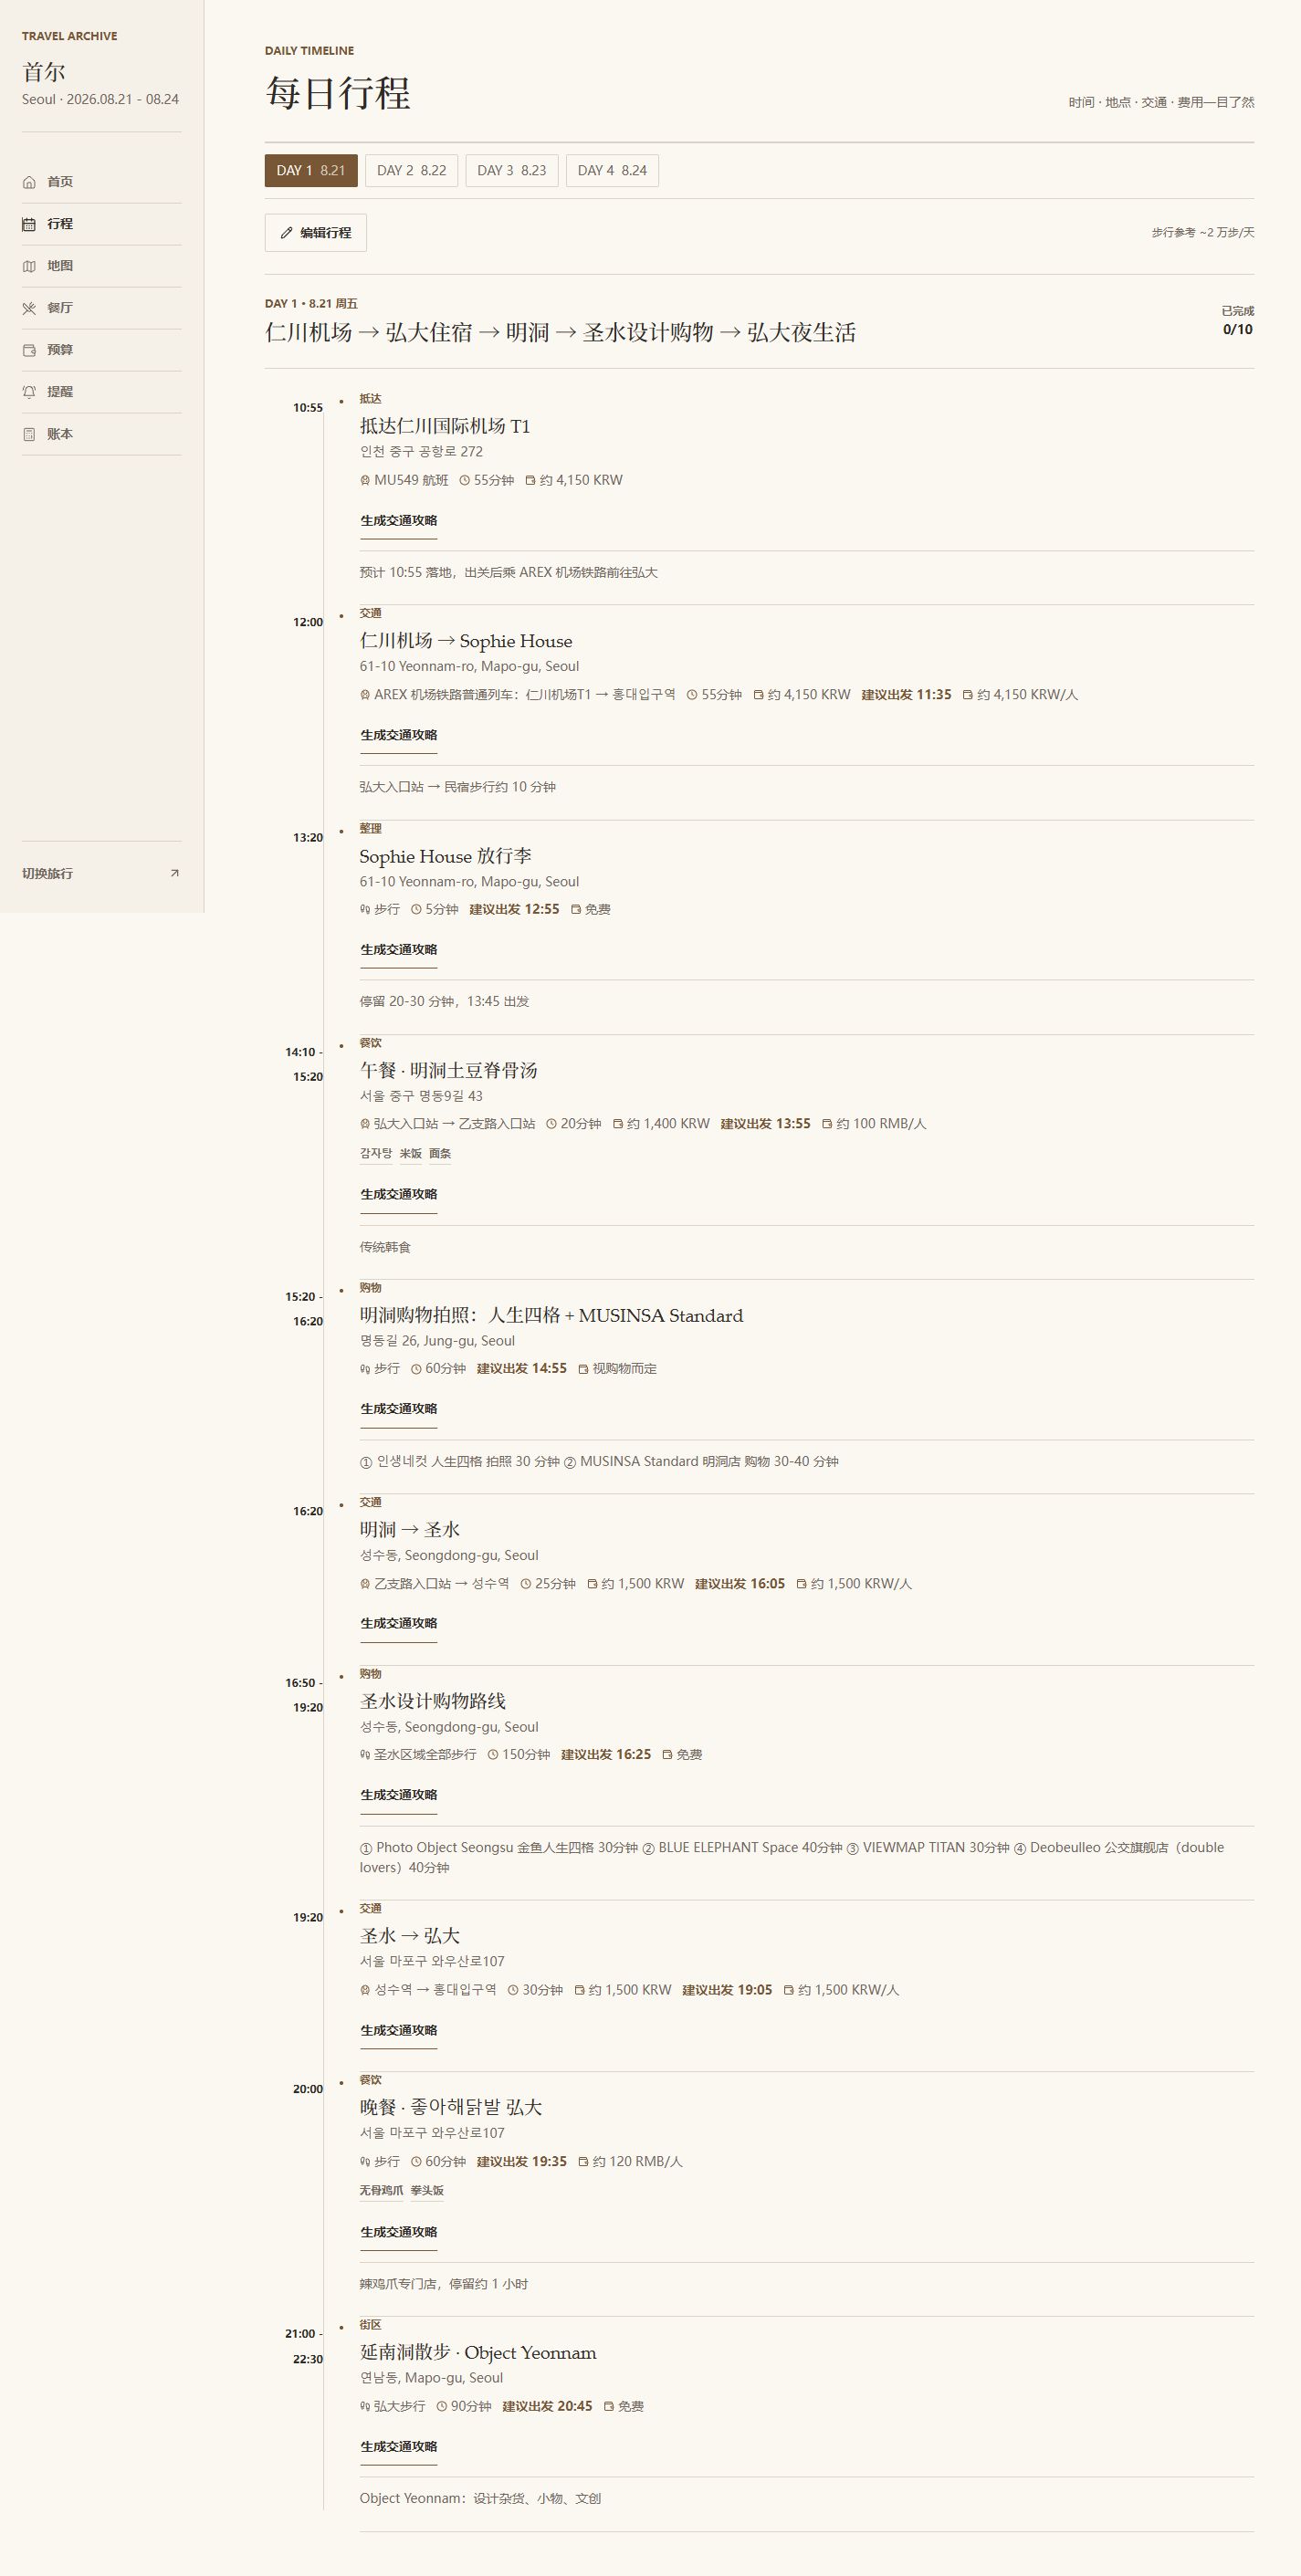 TRAVEL ARCHIVE
首尔
Seoul · 2026.08.21 - 08.24
首页
行程
地图
餐厅
预算
提醒
账本
切换旅行
DAILY TIMELINE
每日行程
时间 · 地点 · 交通 · 费用一目了然
DAY 1 8.21
DAY 2 8.22
DAY 3 8.23
DAY 4 8.24
编辑行程
步行参考 ~2 万步/天
DAY 1 • 8.21 周五
仁川机场 → 弘大住宿 → 明洞 → 圣水设计购物 → 弘大夜生活
已完成
0/10
10:55
抵达
抵达仁川国际机场 T1
인천 중구 공항로 272
MU549 航班 55分钟 约 4,150 KRW
生成交通攻略
预计 10:55 落地，出关后乘 AREX 机场铁路前往弘大
12:00
交通
仁川机场 → Sophie House
61-10 Yeonnam-ro, Mapo-gu, Seoul
AREX 机场铁路普通列车：仁川机场T1 → 홍대입구역 55分钟 约 4,150 KRW 建议出发 11:35 约 4,150 KRW/人
生成交通攻略
弘大入口站 → 民宿步行约 10 分钟
13:20
整理
Sophie House 放行李
61-10 Yeonnam-ro, Mapo-gu, Seoul
步行 5分钟 建议出发 12:55 免费
生成交通攻略
停留 20-30 分钟，13:45 出发
14:10 -
15:20
餐饮
午餐 · 明洞土豆脊骨汤
서울 중구 명동9길 43
弘大入口站 → 乙支路入口站 20分钟 约 1,400 KRW 建议出发 13:55 约 100 RMB/人
감자탕 米饭 面条
生成交通攻略
传统韩食
15:20 -
16:20
购物
明洞购物拍照：人生四格 + MUSINSA Standard
명동길 26, Jung-gu, Seoul
步行 60分钟 建议出发 14:55 视购物而定
生成交通攻略
① 인생네컷 人生四格 拍照 30 分钟 ② MUSINSA Standard 明洞店 购物 30-40 分钟
16:20
交通
明洞 → 圣水
성수동, Seongdong-gu, Seoul
乙支路入口站 → 성수역 25分钟 约 1,500 KRW 建议出发 16:05 约 1,500 KRW/人
生成交通攻略
16:50 -
19:20
购物
圣水设计购物路线
성수동, Seongdong-gu, Seoul
圣水区域全部步行 150分钟 建议出发 16:25 免费
生成交通攻略
① Photo Object Seongsu 金鱼人生四格 30分钟 ② BLUE ELEPHANT Space 40分钟 ③ VIEWMAP TITAN 30分钟 ④ Deobeulleo 公交旗舰店（double
lovers）40分钟
19:20
交通
圣水 → 弘大
서울 마포구 와우산로107
성수역 → 홍대입구역 30分钟 约 1,500 KRW 建议出发 19:05 约 1,500 KRW/人
生成交通攻略
20:00
餐饮
晚餐 · 좋아해닭발 弘大
서울 마포구 와우산로107
步行 60分钟 建议出发 19:35 约 120 RMB/人
无骨鸡爪 拳头饭
生成交通攻略
辣鸡爪专门店，停留约 1 小时
21:00 -
22:30
街区
延南洞散步 · Object Yeonnam
연남동, Mapo-gu, Seoul
弘大步行 90分钟 建议出发 20:45 免费
生成交通攻略
Object Yeonnam：设计杂货、小物、文创